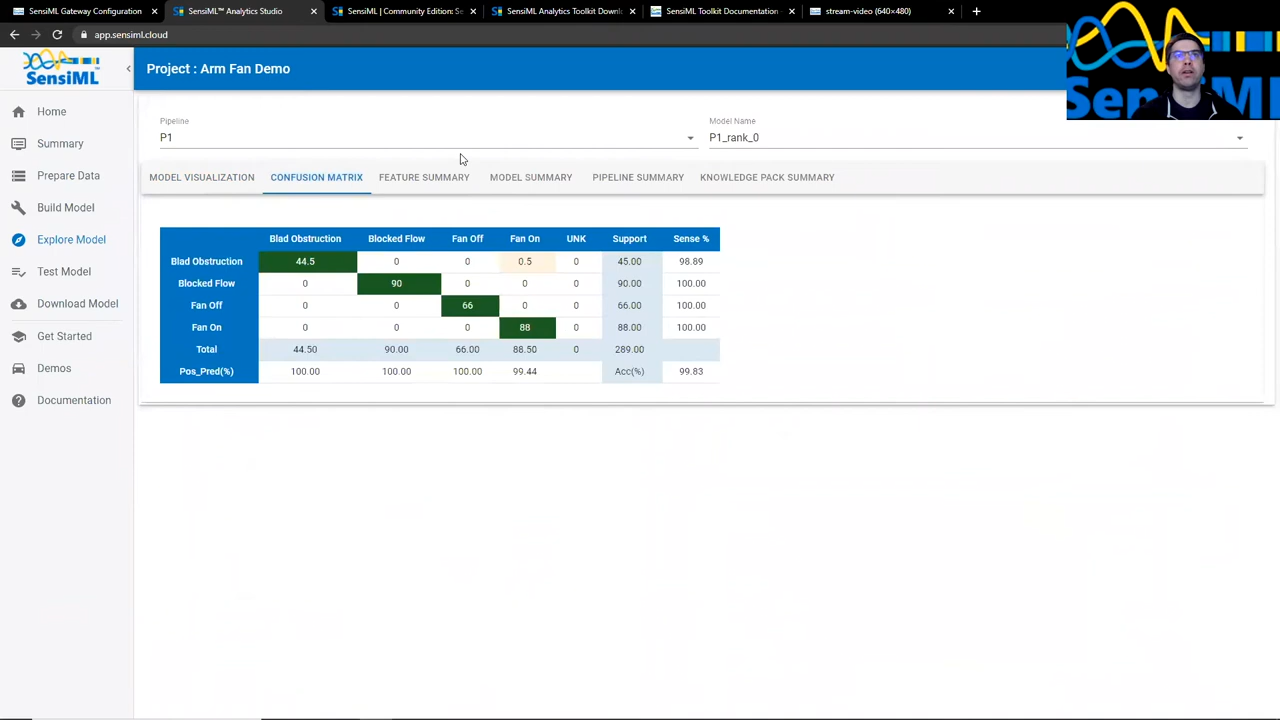 SensiML Gateway Configuration
SensiML™ Analytics Studio
SensiML | Community Edition: Se
SensiML Analytics Toolkit Downl
SensiML Toolkit Documentation
stream-video (640×480)
app.sensiml.cloud
SensiML
Project : Arm Fan Demo
SensiML
Home
Summary
Prepare Data
Build Model
Explore Model
Test Model
Download Model
Get Started
Demos
Documentation
Pipeline
P1
Model Name
P1_rank_0
MODEL VISUALIZATION CONFUSION MATRIX FEATURE SUMMARY MODEL SUMMARY PIPELINE SUMMARY KNOWLEDGE PACK SUMMARY
Blad Obstruction Blocked Flow Fan Off Fan On UNK Support Sense %
Blad Obstruction 44.5 0 0 0.5 0 45.00 98.89
Blocked Flow 0 90 0 0 0 90.00 100.00
Fan Off 0 0 66 0 0 66.00 100.00
Fan On 0 0 0 88 0 88.00 100.00
Total 44.50 90.00 66.00 88.50 0 289.00
Pos_Pred(%) 100.00 100.00 100.00 99.44 Acc(%) 99.83